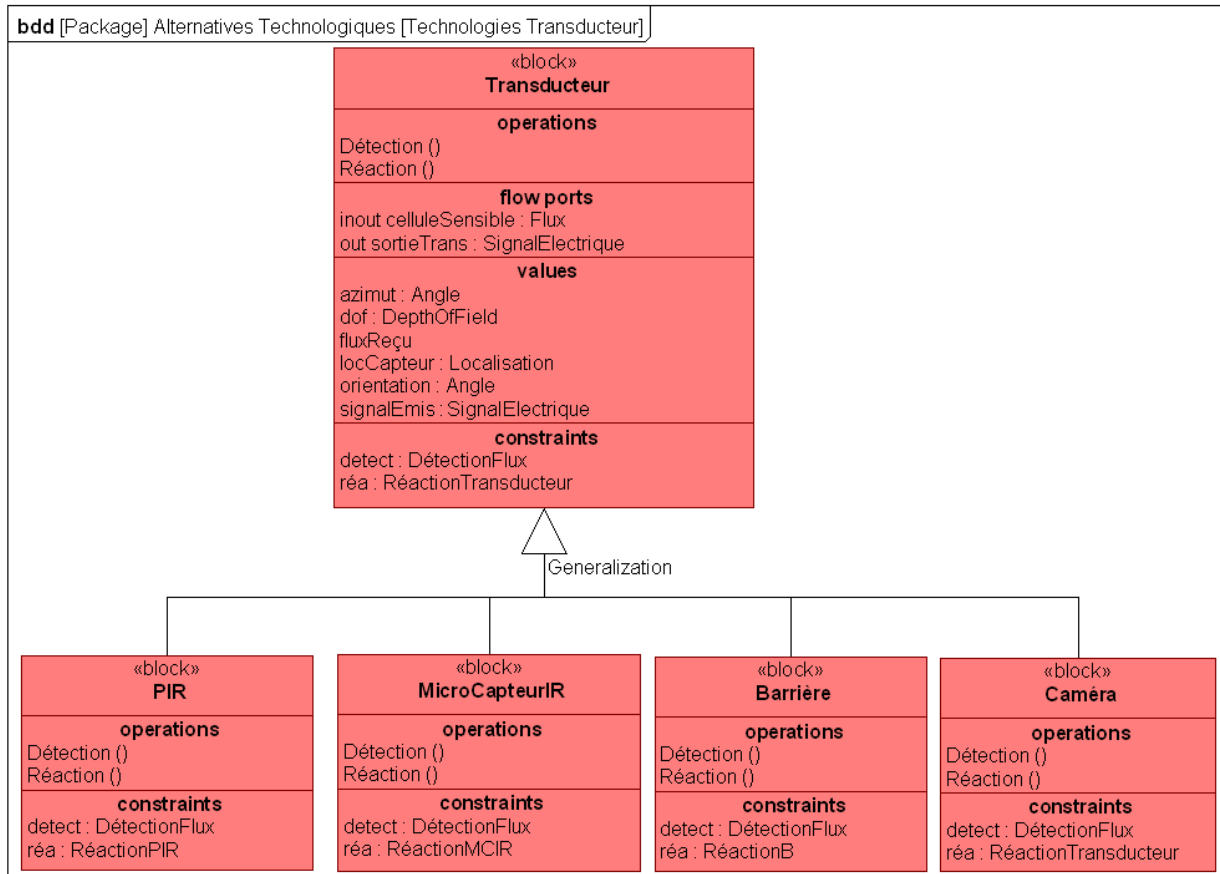 bdd [Package] Alternatives Technologiques [Technologies Transducteur]
«block»
Transducteur
operations
Détection ()
Réaction ()
flow ports
inout celluleSensible : Flux
out sortieTrans : SignalElectrique
values
azimut : Angle
dof : DepthOfField
fluxReçu
locCapteur : Localisation
orientation : Angle
signalEmis : SignalElectrique
constraints
detect : DétectionFlux
réa : RéactionTransducteur
Generalization
«block»
PIR
operations
Détection ()
Réaction ()
constraints
detect : DétectionFlux
réa : RéactionPIR
«block»
MicroCapteurIR
operations
Détection ()
Réaction ()
constraints
detect : DétectionFlux
réa : RéactionMCIR
«block»
Barrière
operations
Détection ()
Réaction ()
constraints
detect : DétectionFlux
réa : RéactionB
«block»
Caméra
operations
Détection ()
Réaction ()
constraints
detect : DétectionFlux
réa : RéactionTransducteur